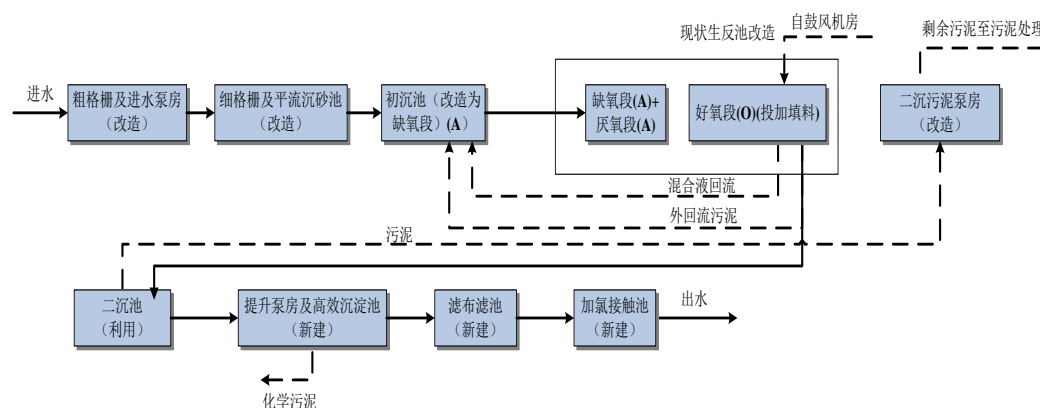 自鼓风机房
现状生反池改造
剩余污泥至污泥处理
进水
粗格栅及进水泵房
（改造）
细格栅及平流沉砂池
（改造）
初沉池（改造为
缺氧段）(A)
缺氧段(A)+
厌氧段(A)
好氧段(O)(投加填料)
二沉污泥泵房
（改造）
混合液回流
外回流污泥
污泥
二沉池
（利用）
提升泵房及高效沉淀池
（新建）
滤布滤池
（新建）
加氯接触池
（新建）
出水
化学污泥